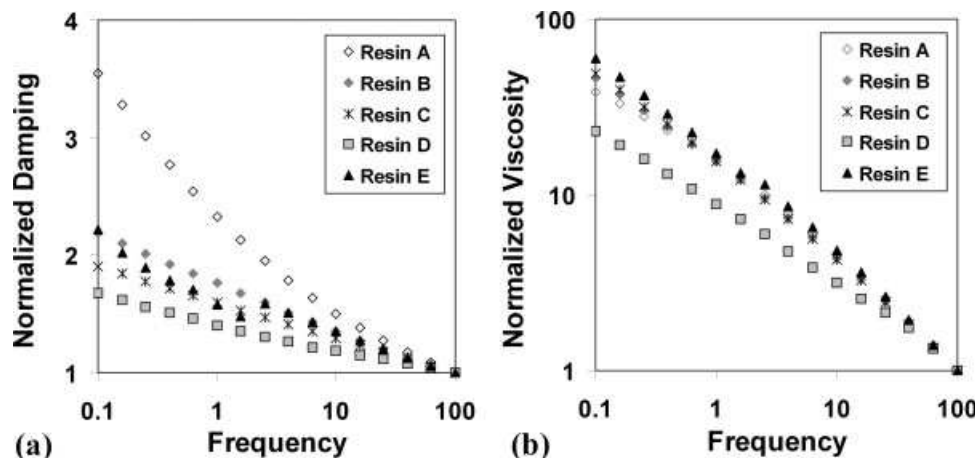 4
3
2
1
Normalized Damping
Resin A
Resin B
Resin C
Resin D
Resin E
0.1 1 10 100
(a) Frequency
100
10
1
Normalized Viscosity
Resin A
Resin B
Resin C
Resin D
Resin E
0.1 1 10 100
(b) Frequency